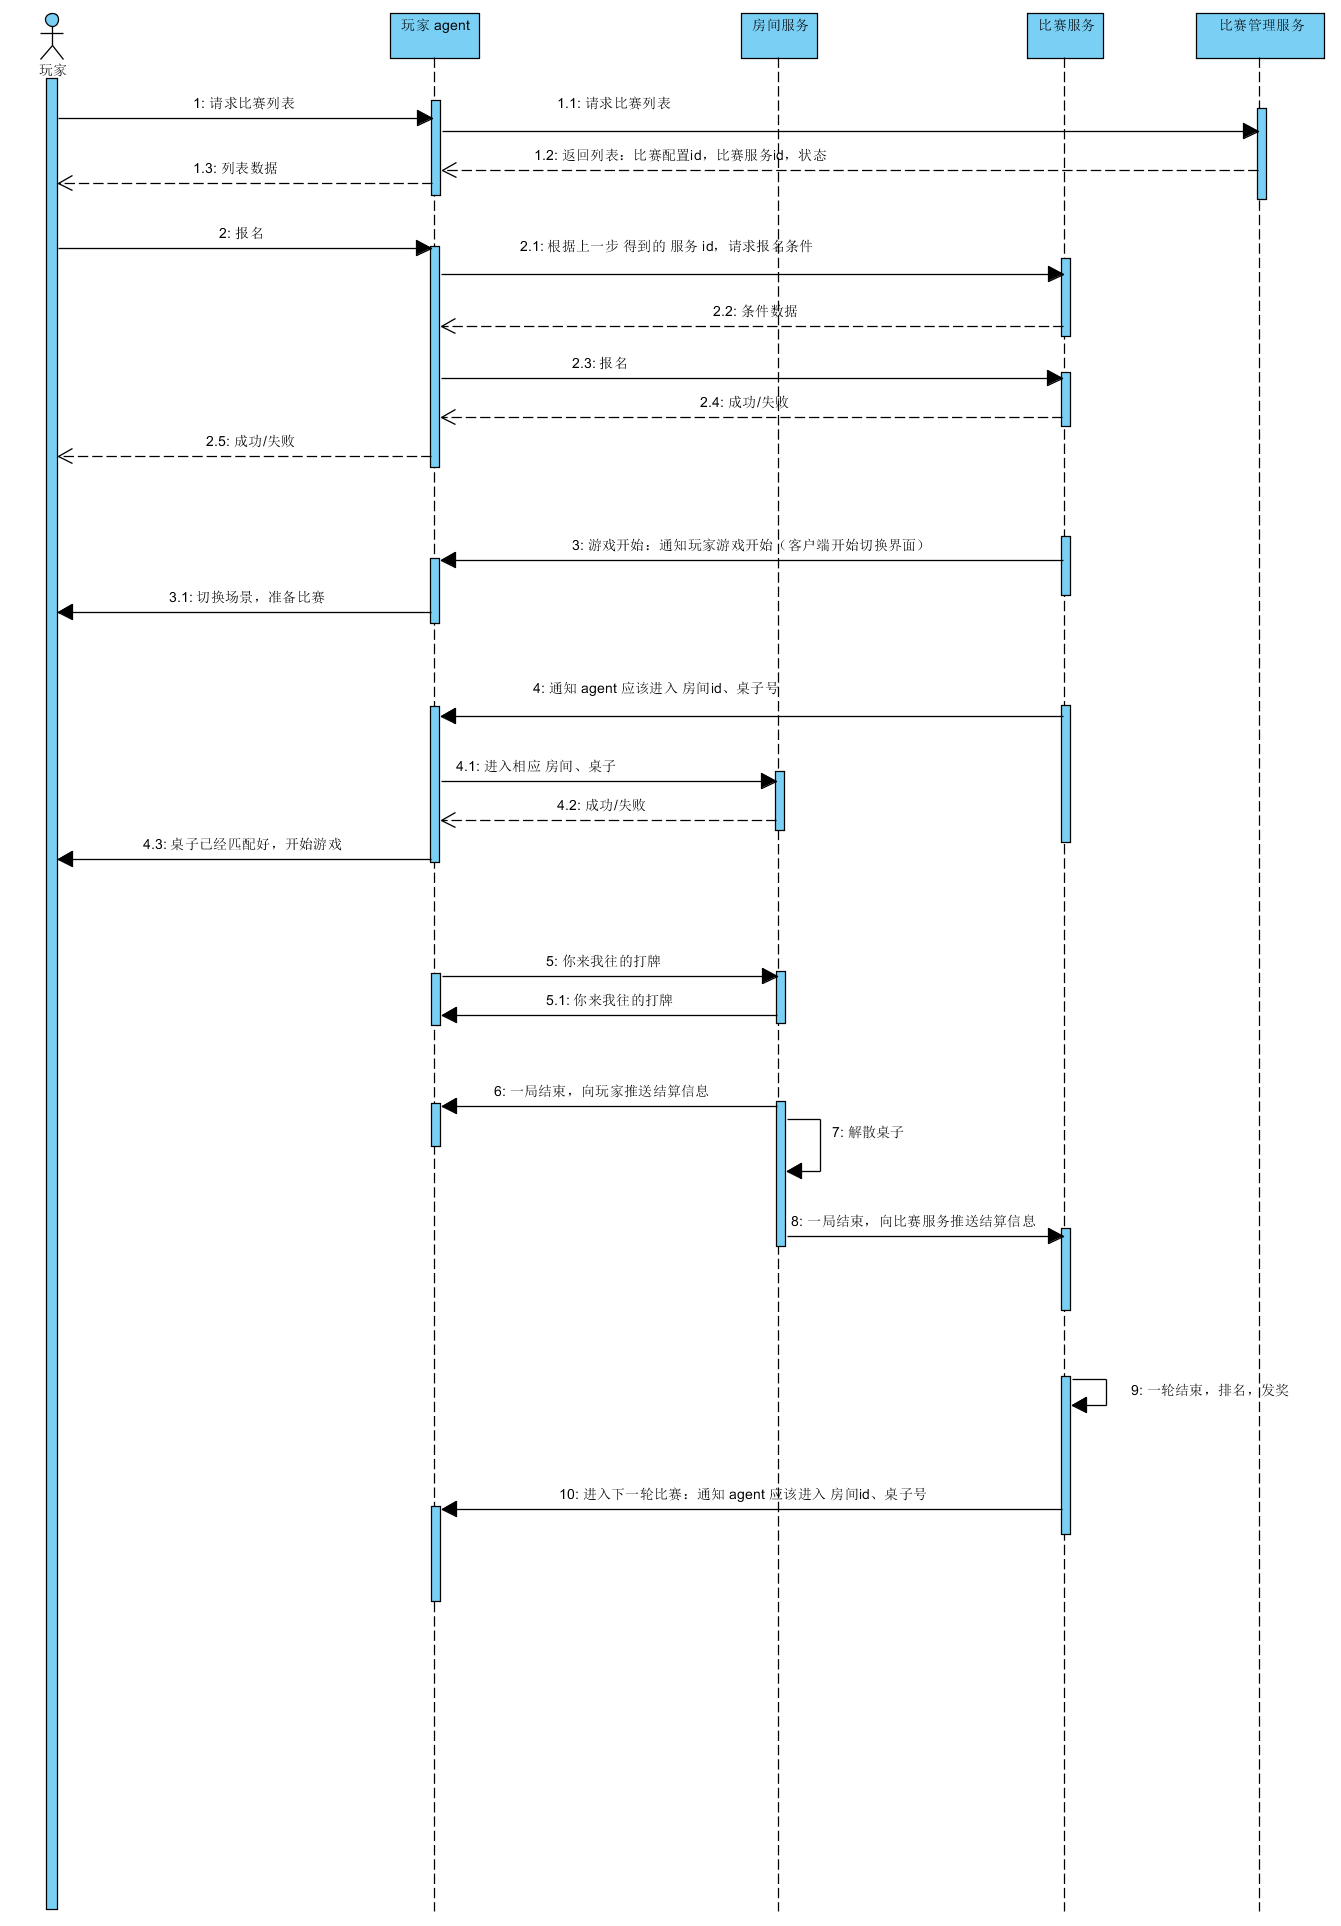 玩家 agent
房间服务
比赛服务
比赛管理服务
玩家
1: 请求比赛列表
1.1: 请求比赛列表
1.2: 返回列表：比赛配置id，比赛服务id，状态
1.3: 列表数据
2: 报名
2.1: 根据上一步 得到的 服务 id，请求报名条件
2.2: 条件数据
2.3: 报名
2.4: 成功/失败
2.5: 成功/失败
3: 游戏开始：通知玩家游戏开始（客户端开始切换界面）
3.1: 切换场景，准备比赛
4: 通知 agent 应该进入 房间id、桌子号
4.1: 进入相应 房间、桌子
4.2: 成功/失败
4.3: 桌子已经匹配好，开始游戏
5: 你来我往的打牌
5.1: 你来我往的打牌
6: 一局结束，向玩家推送结算信息
7: 解散桌子
8: 一局结束，向比赛服务推送结算信息
9: 一轮结束，排名，发奖
10: 进入下一轮比赛：通知 agent 应该进入 房间id、桌子号